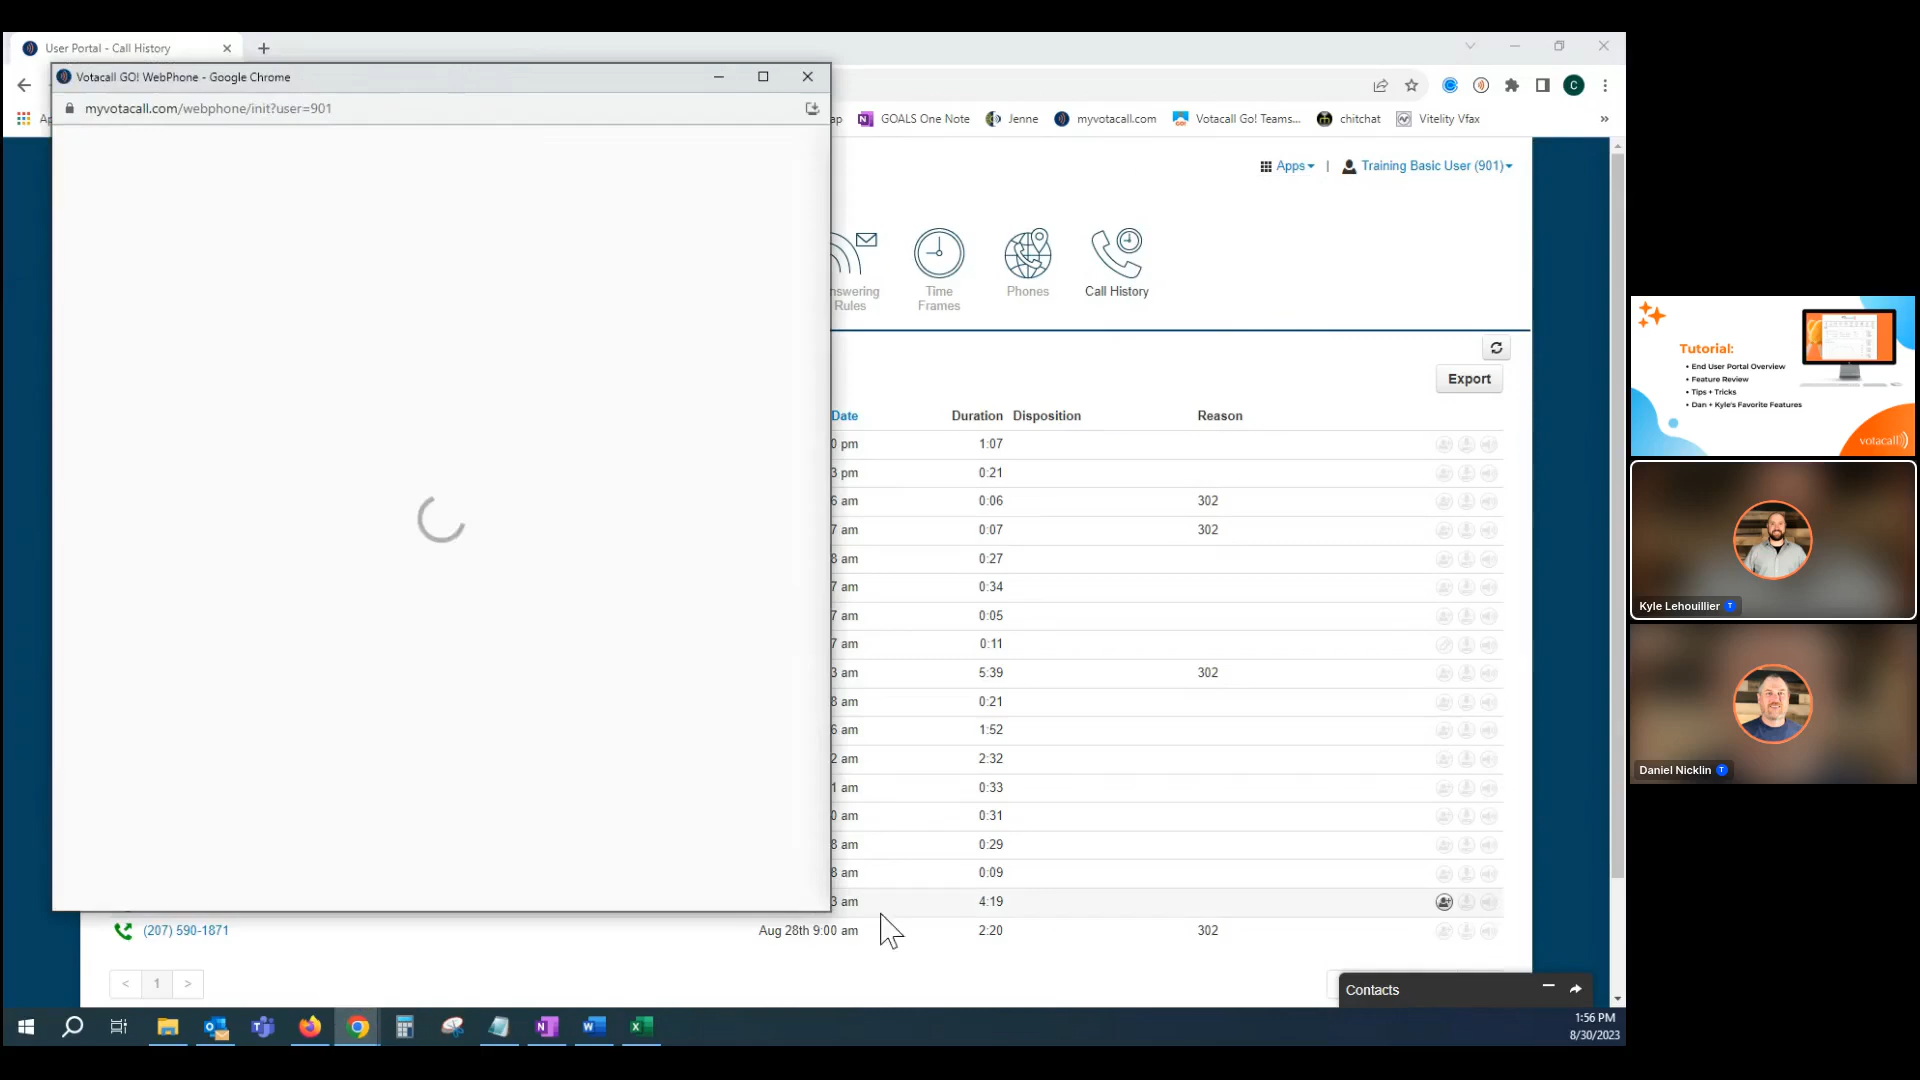 User Portal - Call History
Votacall GO! WebPhone - Google Chrome
myvotacall.com/webphone/init?user=901
GOALS One Note
Jenne
myvotacall.com
Votacall Go! Teams...
chitchat
Vitelity Vfax
»
Apps
|
Training Basic User (901)
C
Rules
Time
Frames
Phones
Call History
Export
Date
Duration
Disposition
Reason
0 pm 1:07
3 pm 0:21
6 am 0:06 302
7 am 0:07 302
8 am 0:27
7 am 0:34
7 am 0:05
7 am 0:11
3 am 5:39 302
8 am 0:21
6 am 1:52
2 am 2:32
1 am 0:33
0 am 0:31
8 am 0:29
8 am 0:09
3 am 4:19
(207) 590-1871 Aug 28th 9:00 am 2:20 302
< 1 >
Contacts
1:56 PM
8/30/2023
Tutorial:
• End User Portal Overview
• Feature Review
• Tips + Tricks
• Dan + Kyle's Favorite Features
votacall
Kyle Lehouillier T
Daniel Nicklin T